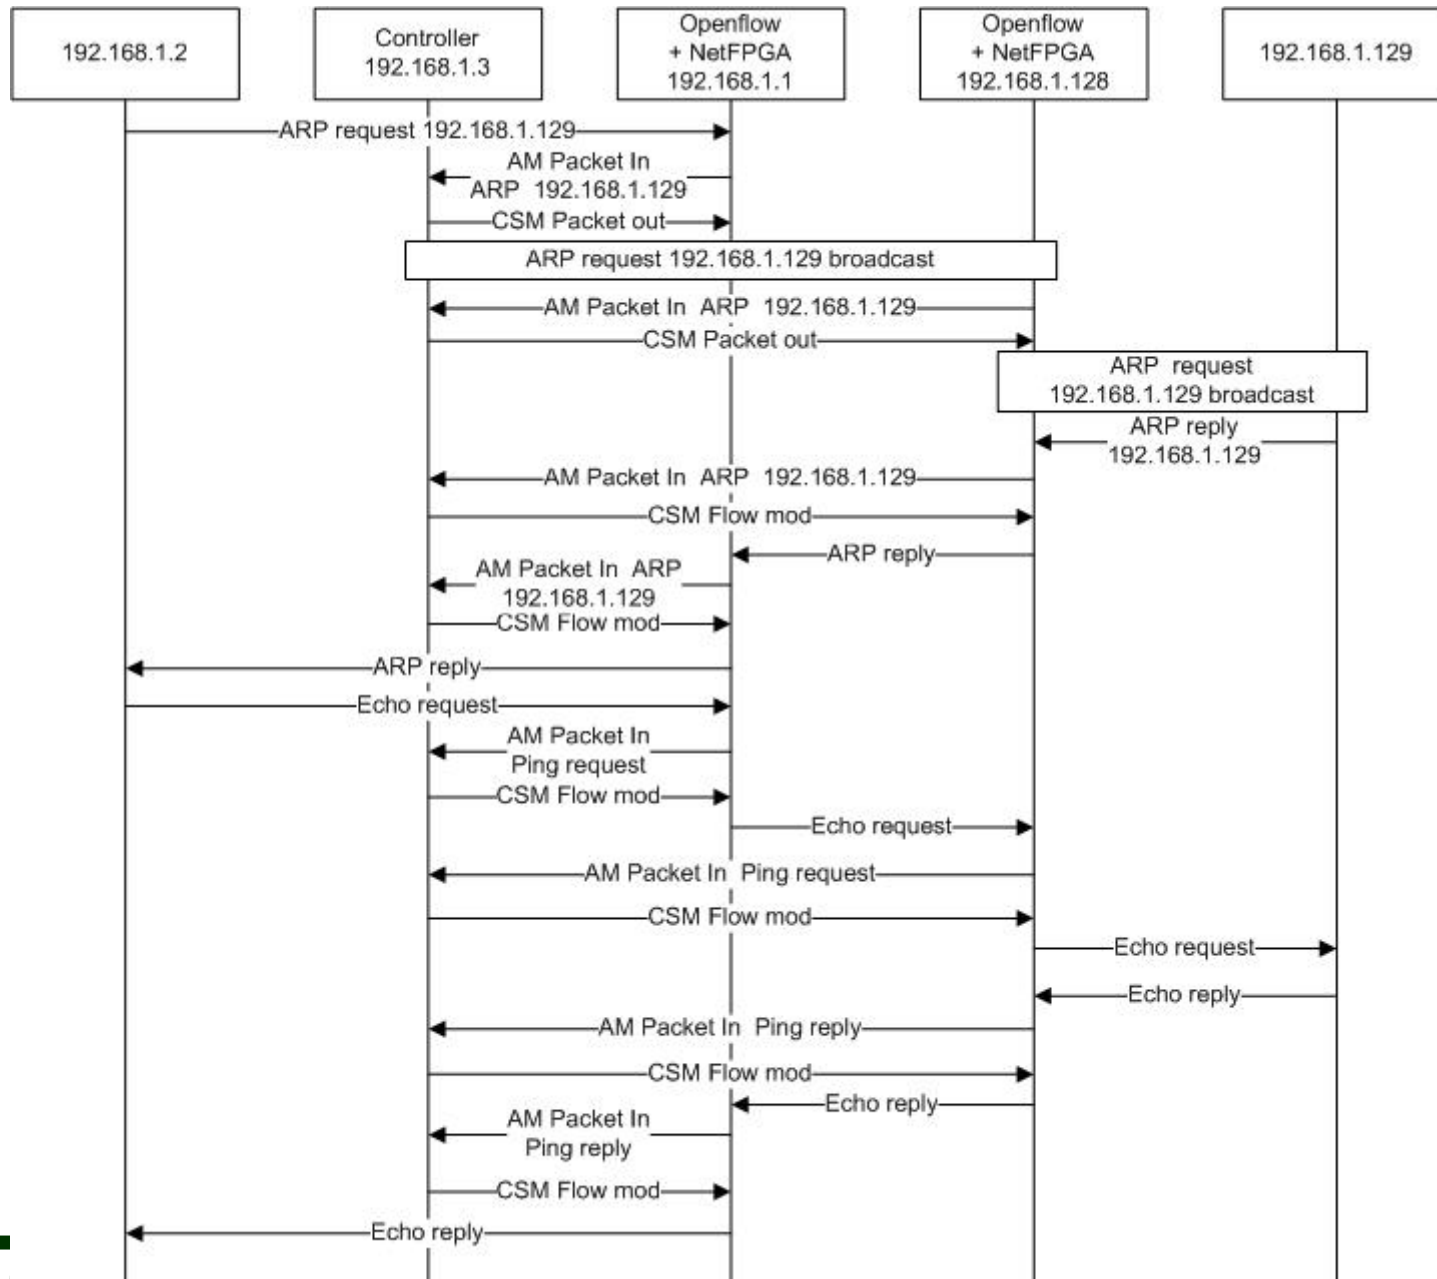 192.168.1.2
Controller
192.168.1.3
Openflow
+ NetFPGA
192.168.1.1
Openflow
+ NetFPGA
192.168.1.128
192.168.1.129
ARP request 192.168.1.129
AM Packet In
ARP 192.168.1.129
CSM Packet out
ARP request 192.168.1.129 broadcast
AM Packet In ARP 192.168.1.129
CSM Packet out
ARP request
192.168.1.129 broadcast
ARP reply
192.168.1.129
AM Packet In ARP 192.168.1.129
CSM Flow mod
ARP reply
AM Packet In ARP
192.168.1.129
CSM Flow mod
ARP reply
Echo request
AM Packet In
Ping request
CSM Flow mod
Echo request
AM Packet In Ping request
CSM Flow mod
Echo request
Echo reply
AM Packet In Ping reply
CSM Flow mod
Echo reply
AM Packet In
Ping reply
CSM Flow mod
Echo reply